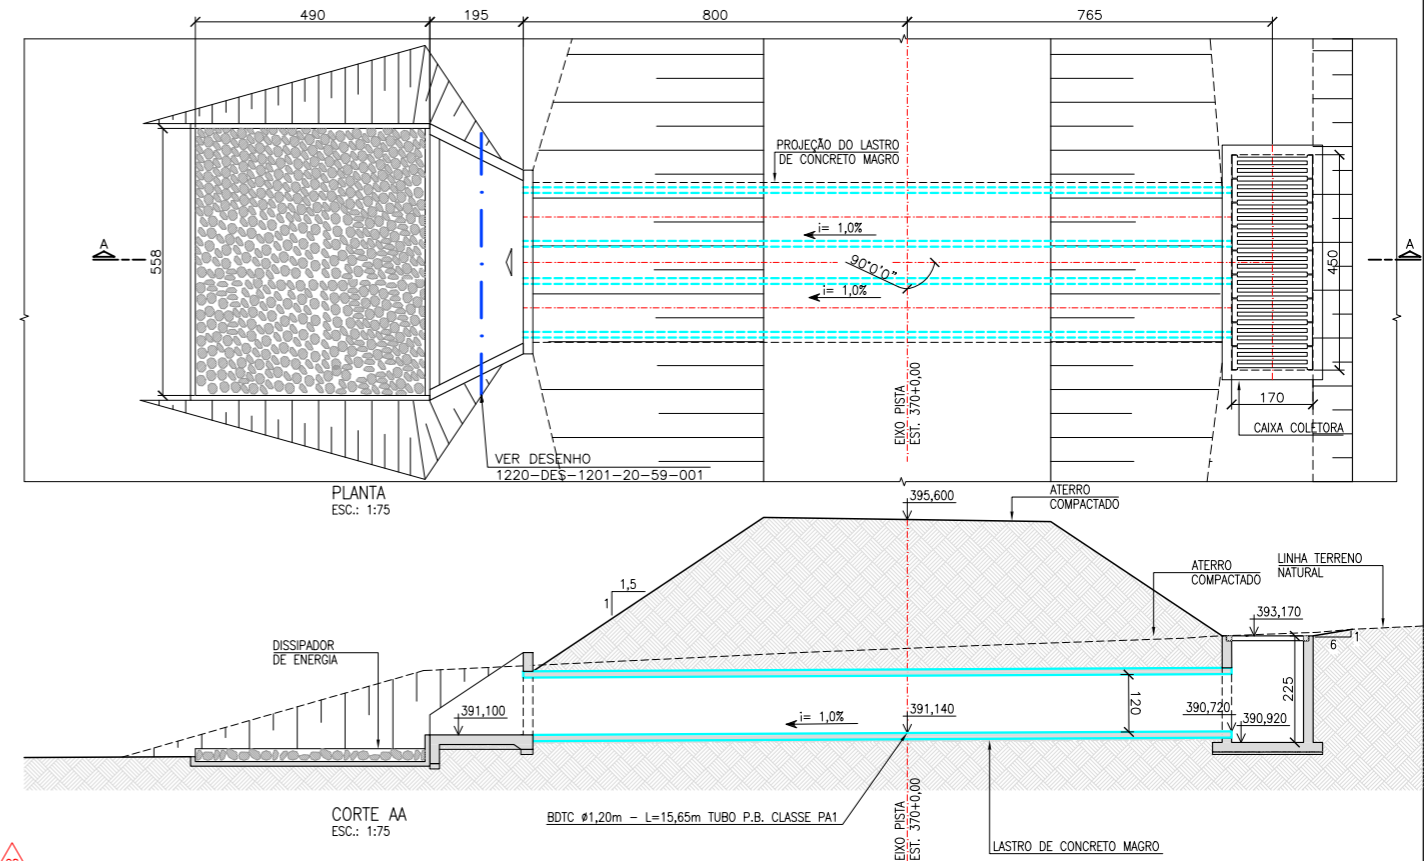 490
195
800
765
PROJEÇÃO DO LASTRO
DE CONCRETO MAGRO
i= 1,0%
90°0'0"
i= 1,0%
A
A
558
450
170
CAIXA COLETORA
EIXO PISTA
EST. 370+0,00
VER DESENHO
1220-DES-1201-20-59-001
PLANTA
ESC.: 1:75
395,600
ATERRO
COMPACTADO
ATERRO
COMPACTADO
LINHA TERRENO
NATURAL
1,5
1
393,170
1
6
DISSIPADOR
DE ENERGIA
391,100
i= 1,0%
391,140
120
390,720
390,920
225
CORTE AA
ESC.: 1:75
BDTC ø1,20m - L=15,65m TUBO P.B. CLASSE PA1
EIXO PISTA
EST. 370+0,00
LASTRO DE CONCRETO MAGRO